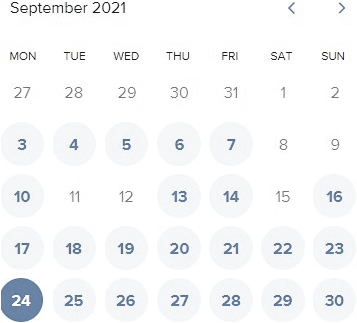 September 2021
MON TUE WED THU FRI SAT SUN
27 28 29 30 31 1 2
3 4 5 6 7 8 9
10 11 12 13 14 15 16
17 18 19 20 21 22 23
24 25 26 27 28 29 30